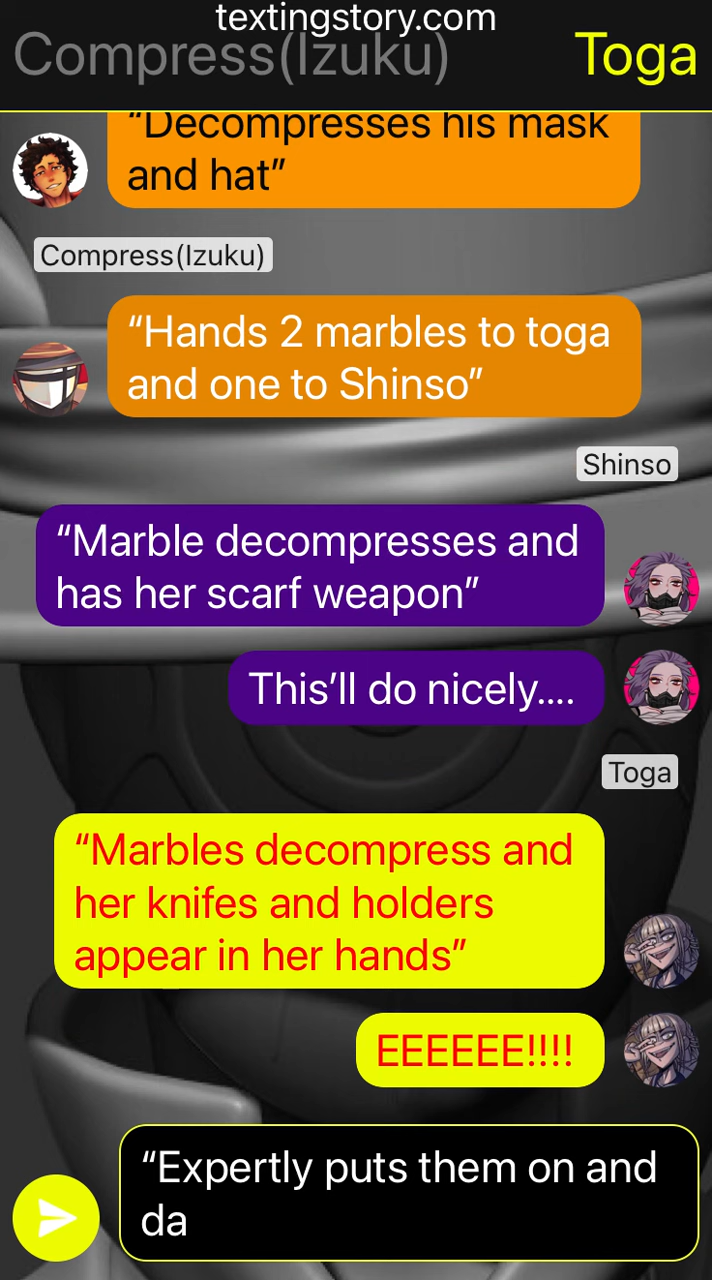 textingstory.com
Compress(Izuku) Toga
“Decompresses his mask
and hat”
Compress(Izuku)
“Hands 2 marbles to toga
and one to Shinso”
Shinso
“Marble decompresses and
has her scarf weapon”
This’ll do nicely....
Toga
“Marbles decompress and
her knifes and holders
appear in her hands”
EEEEEE!!!!
“Expertly puts them on and
da